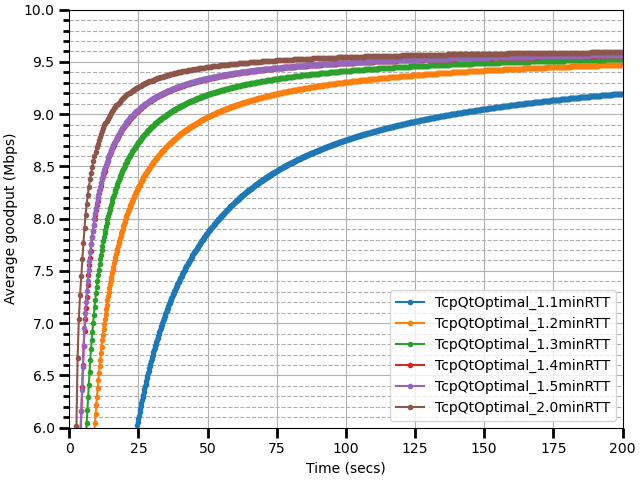 10.0
9.5
9.0
8.5
8.0
7.5
7.0
6.5
6.0
Average goodput (Mbps)
TcpQtOptimal_1.1minRTT
TcpQtOptimal_1.2minRTT
TcpQtOptimal_1.3minRTT
TcpQtOptimal_1.4minRTT
TcpQtOptimal_1.5minRTT
TcpQtOptimal_2.0minRTT
0 25 50 75 100 125 150 175 200
Time (secs)